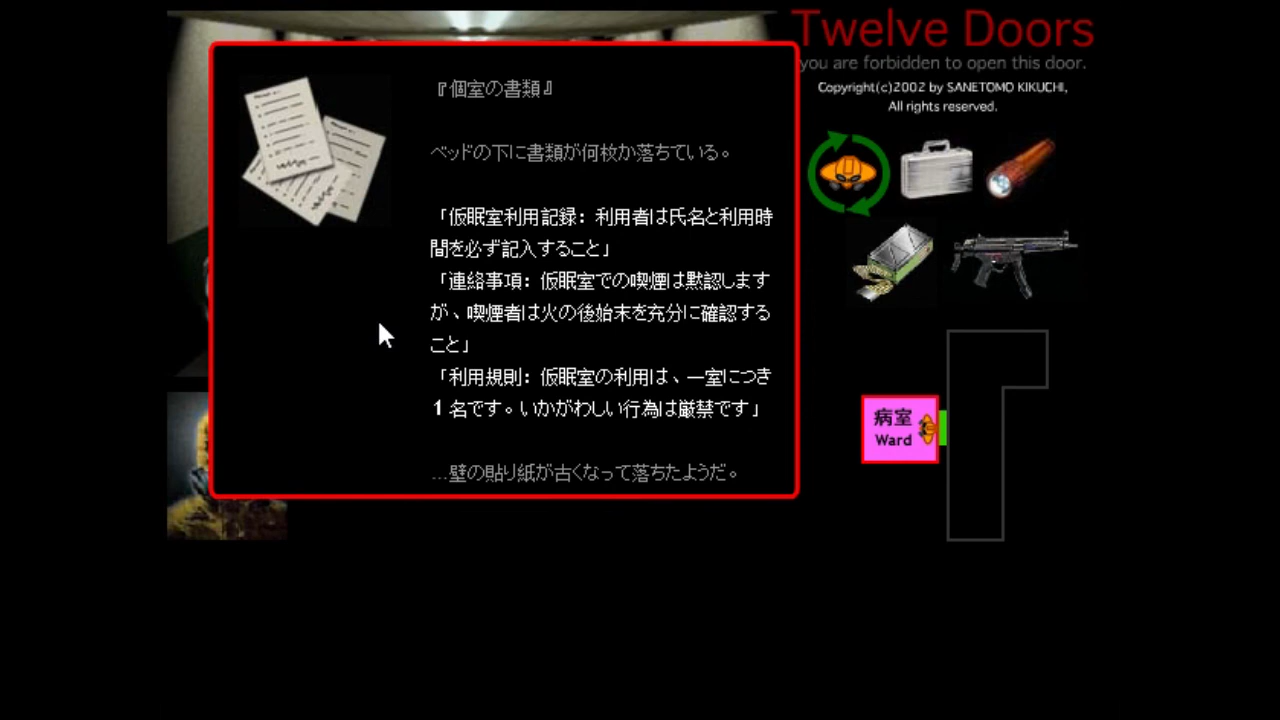 Twelve Doors
you are forbidden to open this door.
Copyright(c)2002 by SANETOMO KIKUCHI,
All rights reserved.
『個室の書類』
ベッドの下に書類が何枚か落ちている。
「仮眠室利用記録：利用者は氏名と利用時
間を必ず記入すること」
「連絡事項：仮眠室での喫煙は黙認します
が、喫煙者は火の後始末を充分に確認する
こと」
「利用規則：仮眠室の利用は、一室につき
１名です。いかがわしい行為は厳禁です」
…壁の貼り紙が古くなって落ちたようだ。
病室
Ward